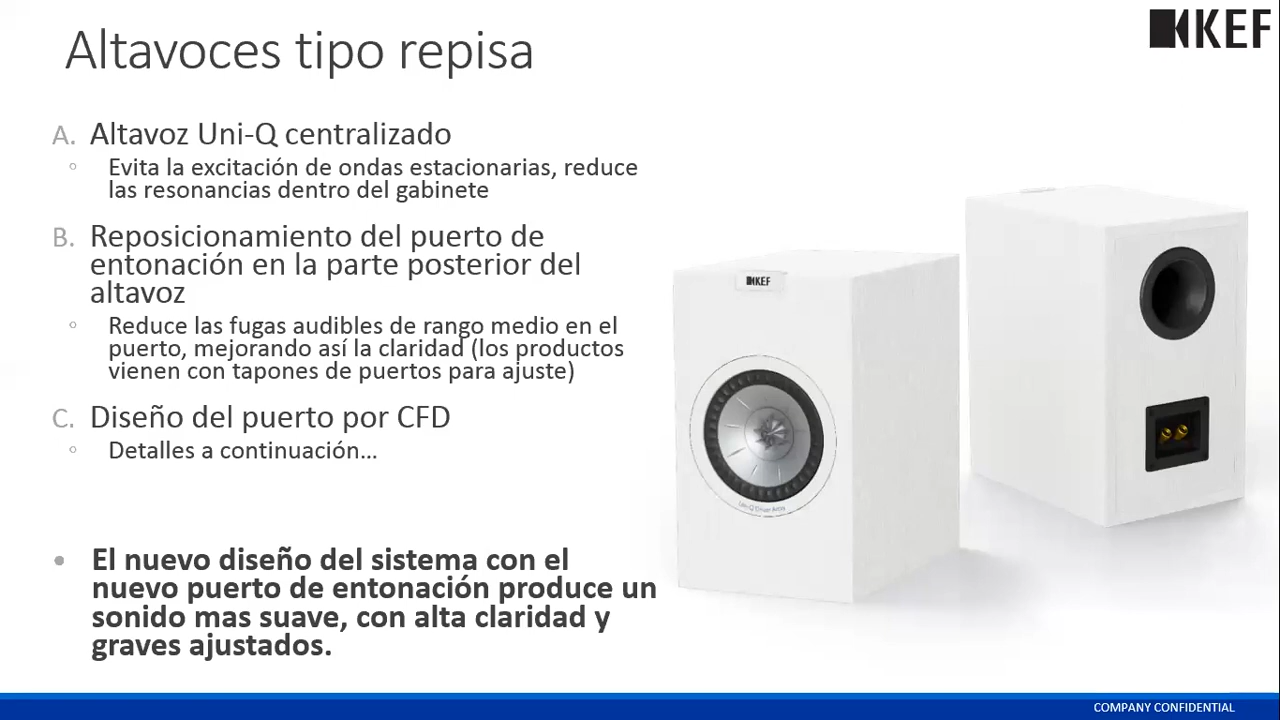 Altavoces tipo repisa
KEF
A. Altavoz Uni-Q centralizado
◦ Evita la excitación de ondas estacionarias, reduce
las resonancias dentro del gabinete
B. Reposicionamiento del puerto de
entonación en la parte posterior del
altavoz
◦ Reduce las fugas audibles de rango medio en el
puerto, mejorando así la claridad (los productos
vienen con tapones de puertos para ajuste)
C. Diseño del puerto por CFD
◦ Detalles a continuación...
• El nuevo diseño del sistema con el
nuevo puerto de entonación produce un
sonido mas suave, con alta claridad y
graves ajustados.
KEF
Uni-Q Driver Array
COMPANY CONFIDENTIAL